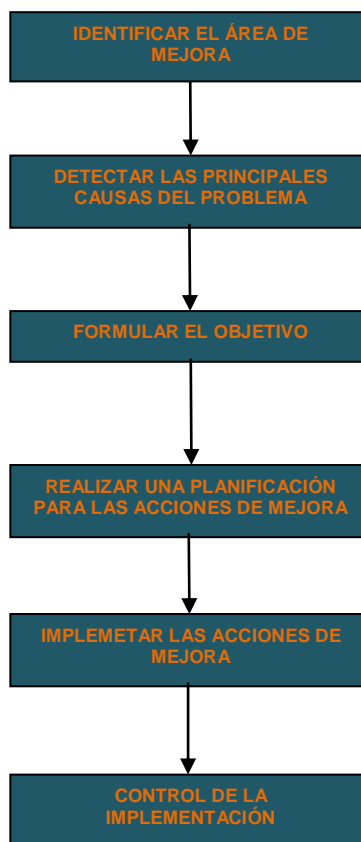 IDENTIFICAR EL ÁREA DE
MEJORA
DETECTAR LAS PRINCIPALES
CAUSAS DEL PROBLEMA
FORMULAR EL OBJETIVO
REALIZAR UNA PLANIFICACIÓN
PARA LAS ACCIONES DE MEJORA
IMPLEMETAR LAS ACCIONES DE
MEJORA
CONTROL DE LA
IMPLEMENTACIÓN